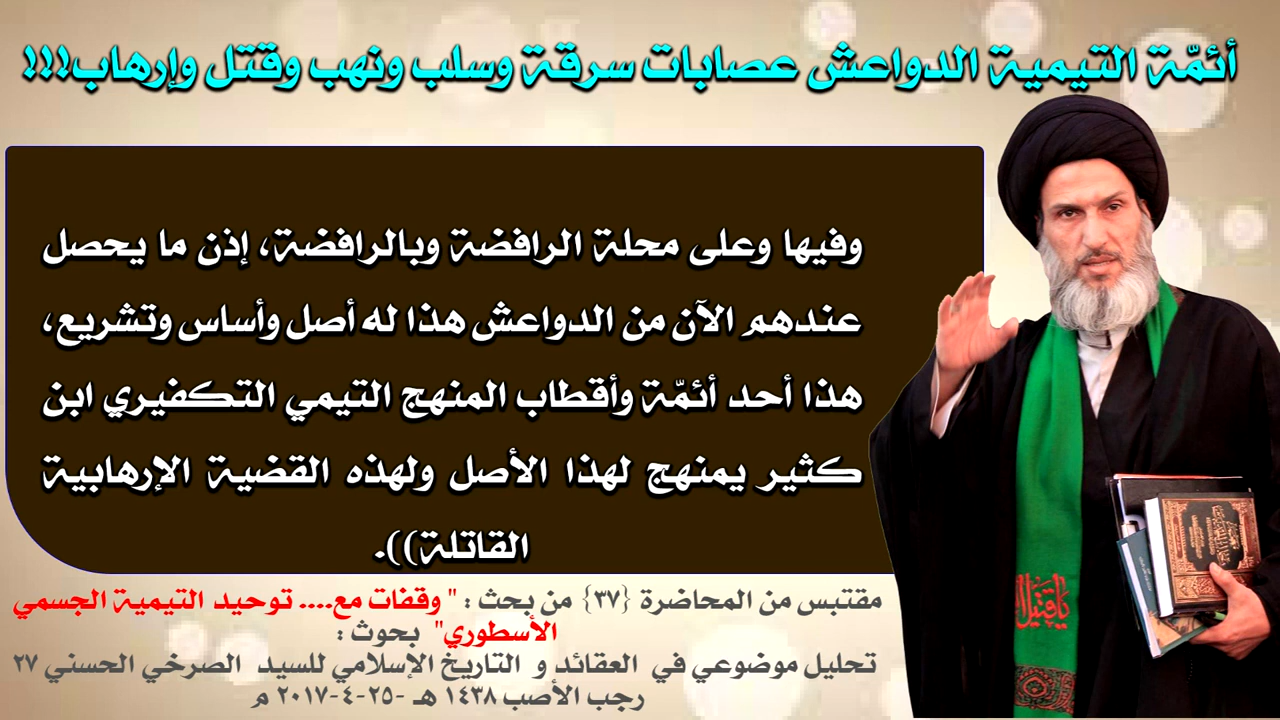 أئمّة التيمية الدواعش عصابات سرقة وسلب ونهب وقتل وإرهاب!!!
وفيها وعلى محلة الرافضة وبالرافضة، إذن ما يحصل
عندهم الآن من الدواعش هذا له أصل وأساس وتشريع،
هذا أحد أئمّة وأقطاب المنهج التيمي التكفيري ابن
كثير يمنهج لهذا الأصل ولهذه القضية الإرهابية
القاتلة)).
مقتبس من المحاضرة {٣٧} من بحث : " وقفات مع.... توحيد التيمية الجسمي
الأسطوري" بحوث :
تحليل موضوعي في العقائد و التاريخ الإسلامي للسيد الصرخي الحسني ٢٧
رجب الأصب ١٤٣٨ هـ -٢٥-٤-٢٠١٧ م